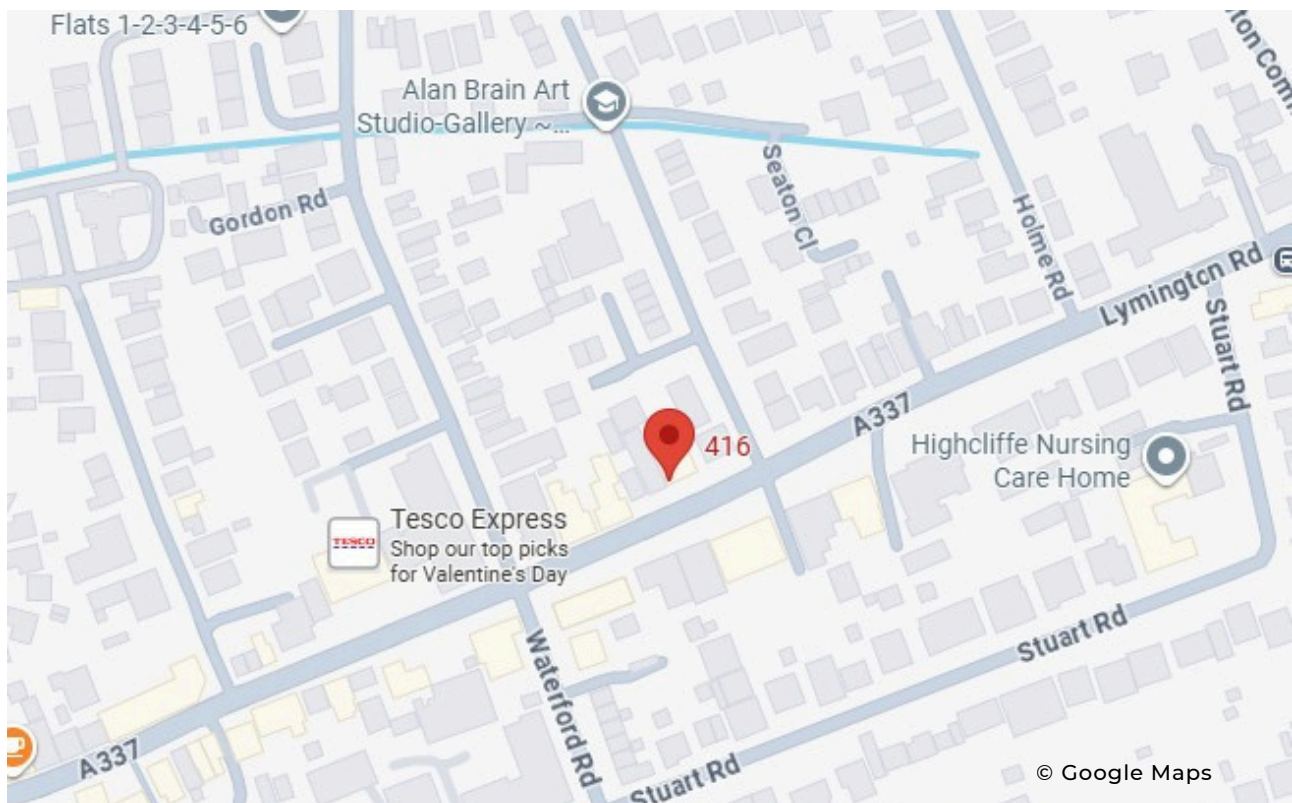 Flats 1-2-3-4-5-6
Alan Brain Art
Studio-Gallery ~...
Seaton Cl
Gordon Rd
Holme Rd
Lymington Rd
Stuart Rd
A337
416
Highcliffe Nursing
Care Home
Tesco Express
Shop our top picks
for Valentine's Day
TESCO
Waterford Rd
Stuart Rd
A337
Stuart Rd
© Google Maps